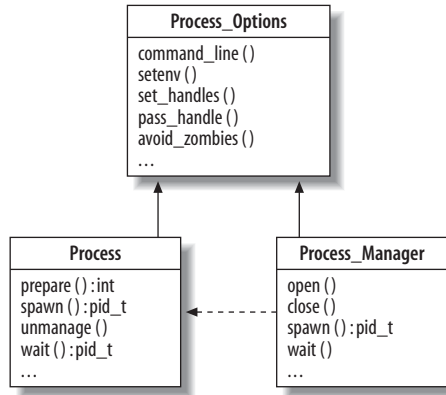 Process_Options
command_line ()
setenv ()
set_handles ()
pass_handle ()
avoid_zombies ()
...
Process
prepare () : int
spawn () : pid_t
unmanage ()
wait () : pid_t
...
Process_Manager
open ()
close ()
spawn () : pid_t
wait ()
...